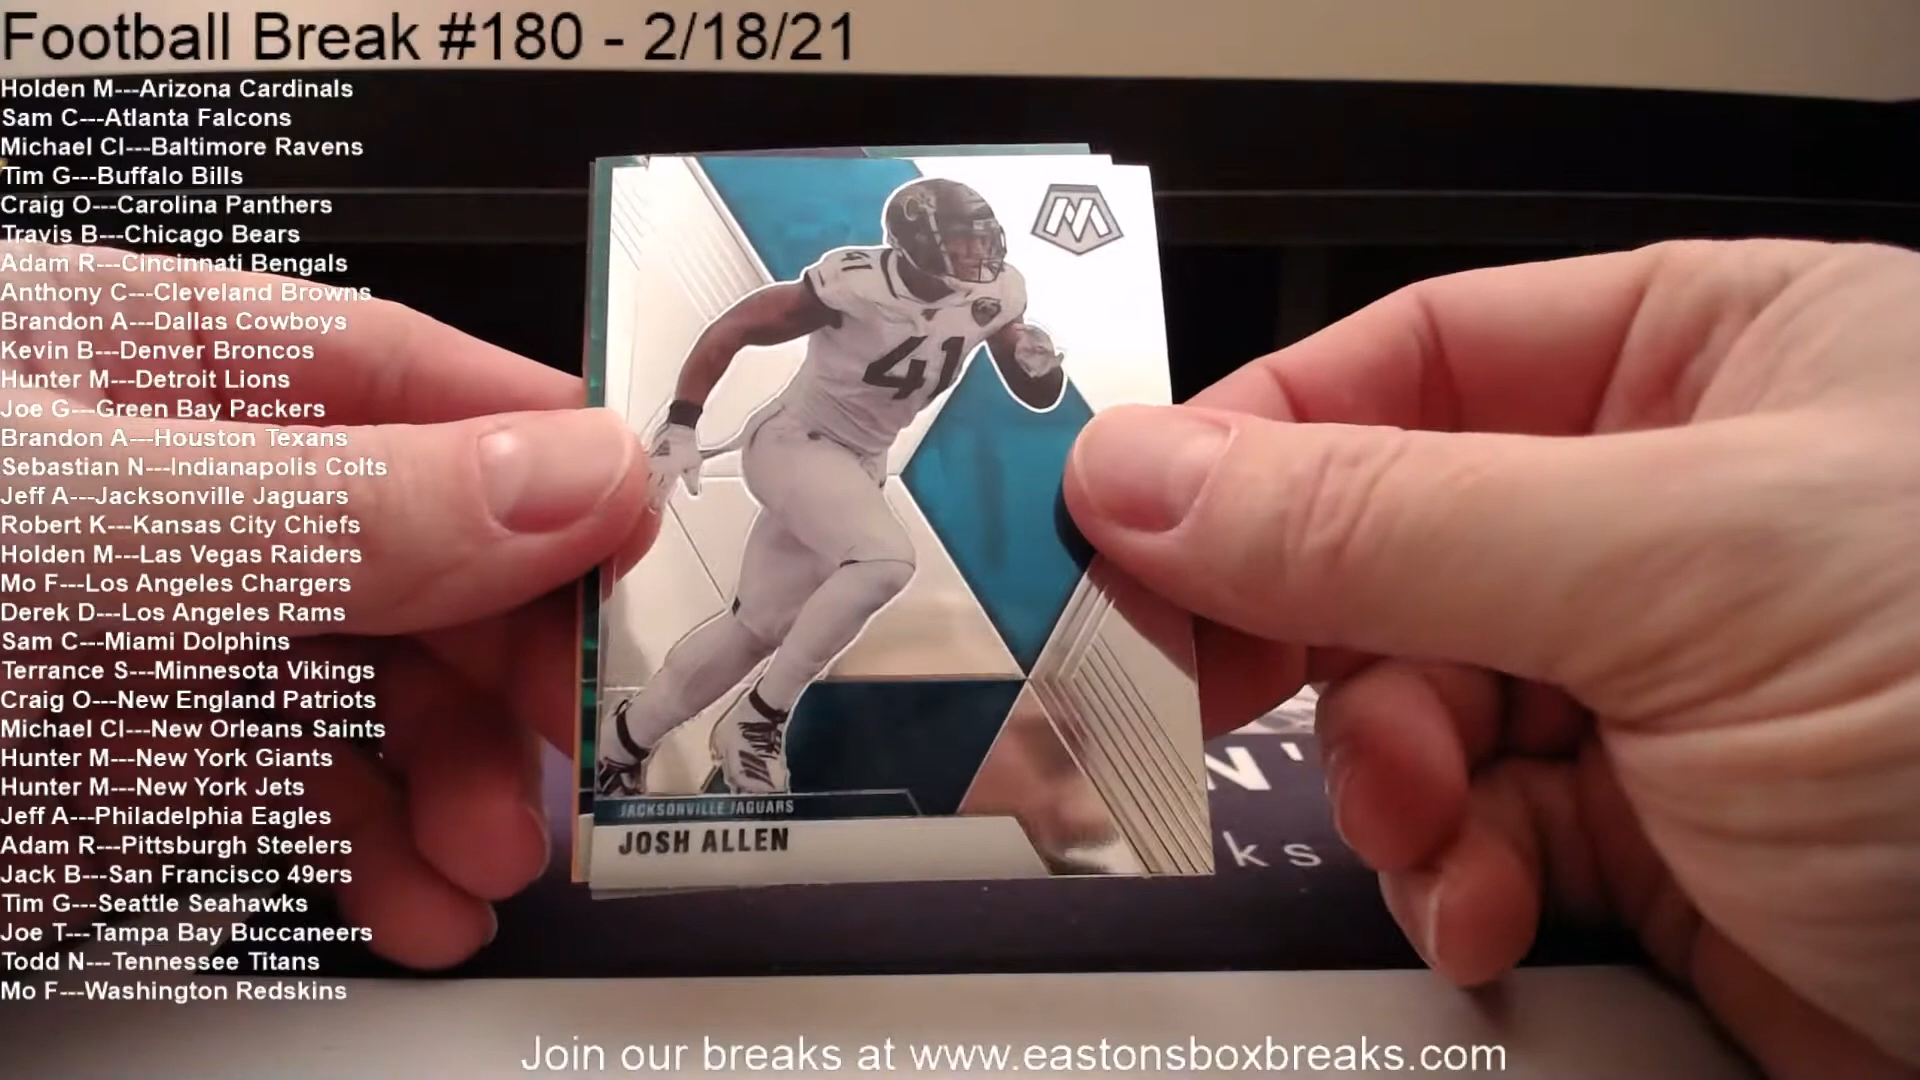 Football Break #180 - 2/18/21
Holden M---Arizona Cardinals
Sam C---Atlanta Falcons
Michael Cl---Baltimore Ravens
Tim G---Buffalo Bills
Craig O---Carolina Panthers
Travis B---Chicago Bears
Adam R---Cincinnati Bengals
Anthony C---Cleveland Browns
Brandon A---Dallas Cowboys
Kevin B---Denver Broncos
Hunter M---Detroit Lions
Joe G---Green Bay Packers
Brandon A---Houston Texans
Sebastian N---Indianapolis Colts
Jeff A---Jacksonville Jaguars
Robert K---Kansas City Chiefs
Holden M---Las Vegas Raiders
Mo F---Los Angeles Chargers
Derek D---Los Angeles Rams
Sam C---Miami Dolphins
Terrance S---Minnesota Vikings
Craig O---New England Patriots
Michael Cl---New Orleans Saints
Hunter M---New York Giants
Hunter M---New York Jets
Jeff A---Philadelphia Eagles
Adam R---Pittsburgh Steelers
Jack B---San Francisco 49ers
Tim G---Seattle Seahawks
Joe T---Tampa Bay Buccaneers
Todd N---Tennessee Titans
Mo F---Washington Redskins
M
41
41
JACKSONVILLE JAGUARS
JOSH ALLEN
N'
ks
Join our breaks at www.eastonsboxbreaks.com